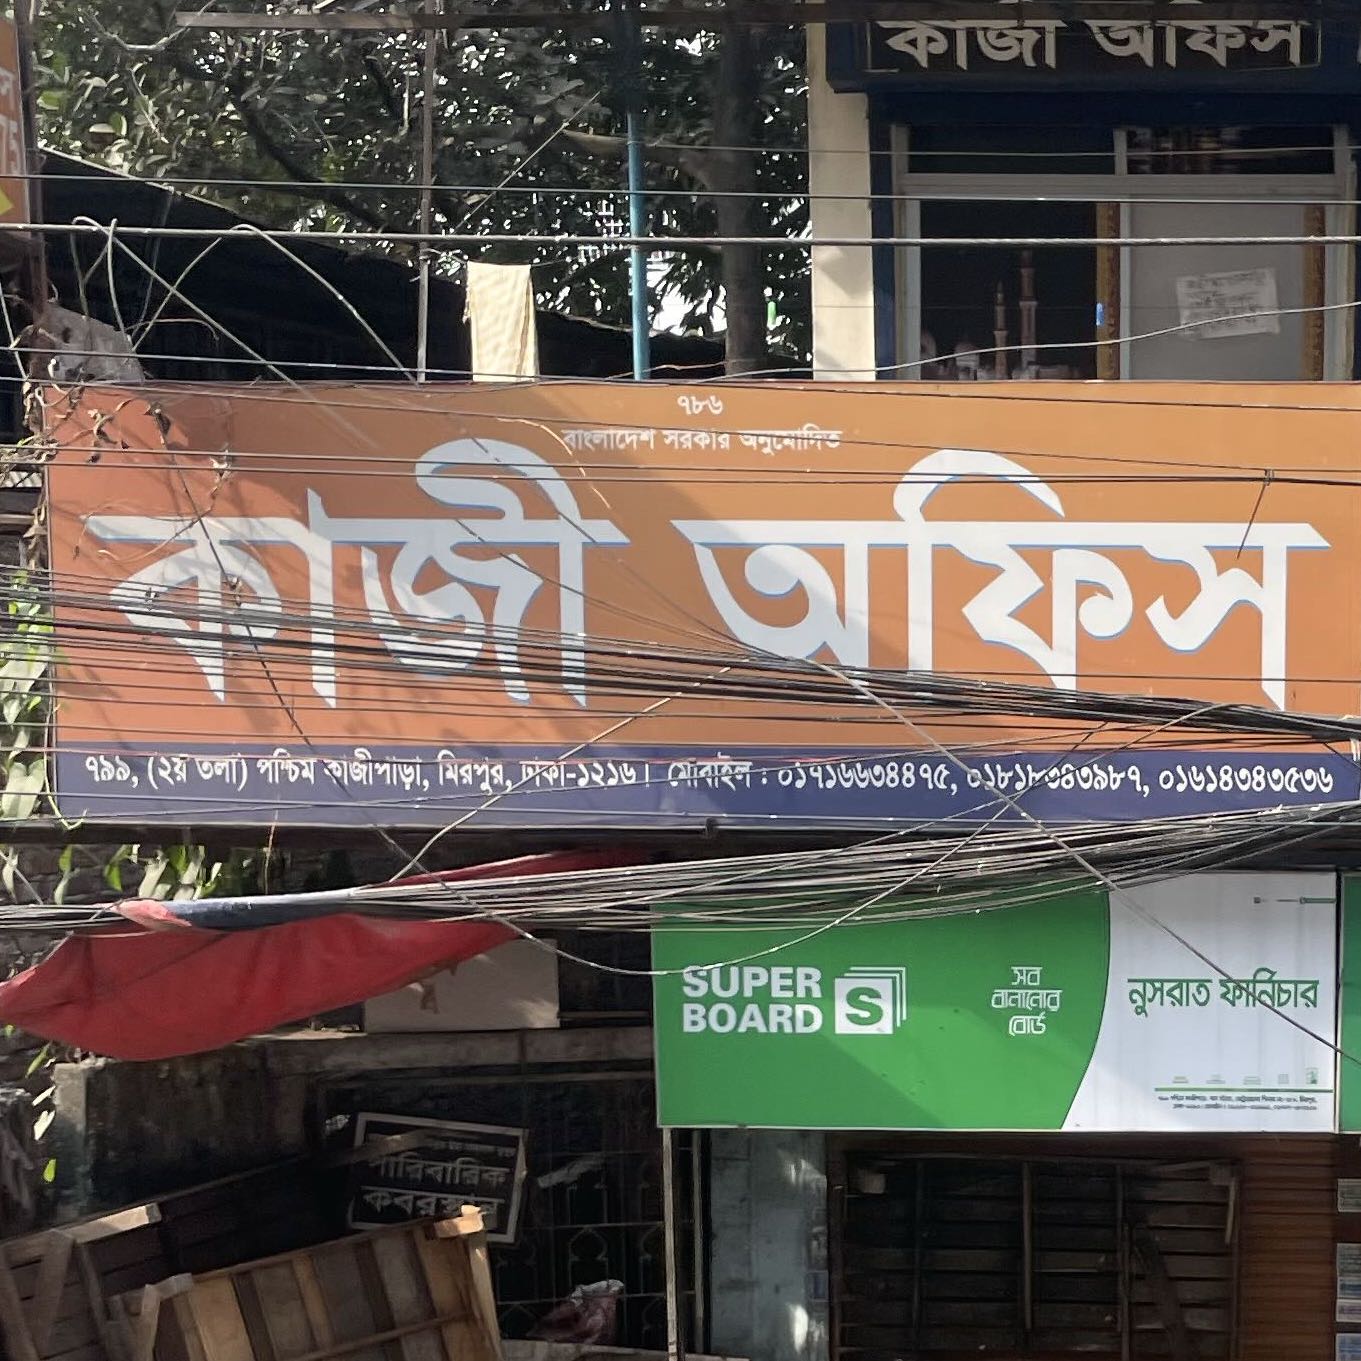 কাজী অফিস
৭৮৬
বাংলাদেশ সরকার অনুমোদিত
কাজী অফিস
৭৯৯, (২য় তলা) পশ্চিম কাজীপাড়া, মিরপুর, ঢাকা-১২১৬। মোবাইল : ০১৭১৬৬৩৪৪৭৫, ০১৮১৮৩৪৩৯৮৭, ০১৬১৪৩৪৩৫৩৬
SUPER
BOARD
S
সব
বানানোর
বোর্ড
নুসরাত ফার্নিচার
পারিবারিক
কবরস্থান